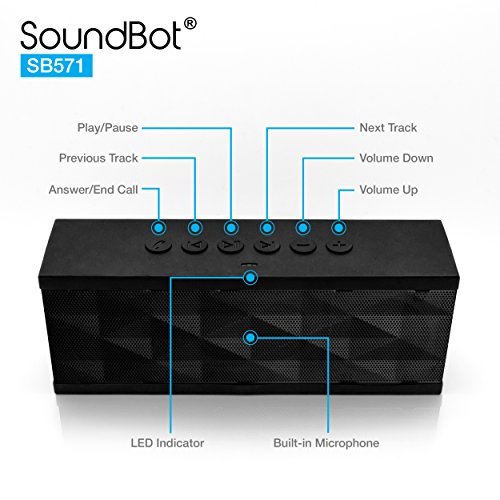 SoundBot®
SB571
Play/Pause
Next Track
Previous Track
Volume Down
Answer/End Call
Volume Up
LED Indicator
Built-in Microphone